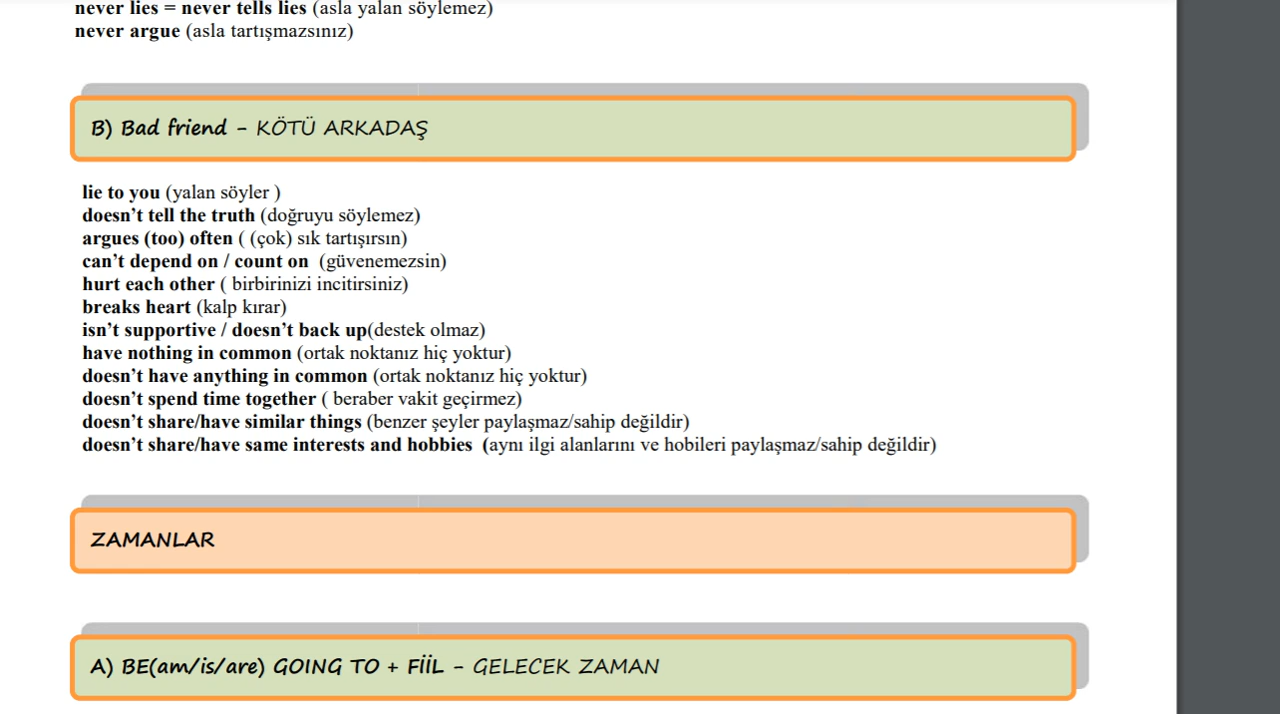 never lies = never tells lies (asla yalan söylemez)
never argue (asla tartışmazsınız)
B) Bad friend - KÖTÜ ARKADAŞ
lie to you (yalan söyler )
doesn’t tell the truth (doğruyu söylemez)
argues (too) often ( (çok) sık tartışırsın)
can’t depend on / count on  (güvenemezsin)
hurt each other ( birbirinizi incitirsiniz)
breaks heart (kalp kırar)
isn’t supportive / doesn’t back up(destek olmaz)
have nothing in common (ortak noktanız hiç yoktur)
doesn’t have anything in common (ortak noktanız hiç yoktur)
doesn’t spend time together ( beraber vakit geçirmez)
doesn’t share/have similar things (benzer şeyler paylaşmaz/sahip değildir)
doesn’t share/have same interests and hobbies  (aynı ilgi alanlarını ve hobileri paylaşmaz/sahip değildir)
ZAMANLAR
A) BE(am/is/are) GOING TO + FİİL - GELECEK ZAMAN